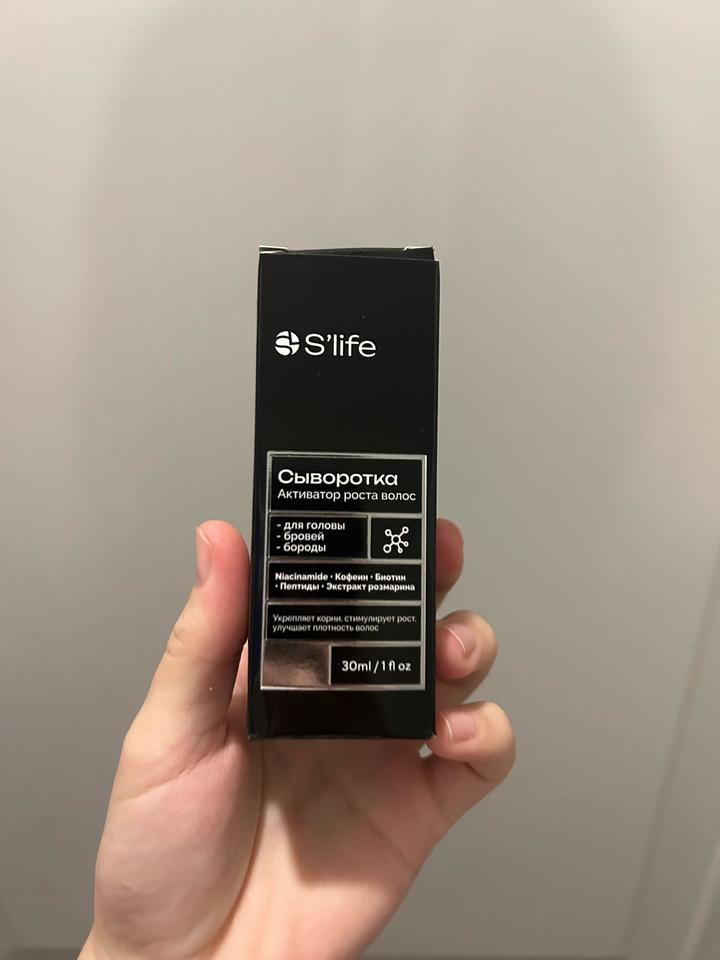 S'life
Сыворотка
Активатор роста волос
- для головы
- бровей
- бороды
Niacinamide • Кофеин • Биотин
• Пептиды • Экстракт розмарина
Укрепляет корни, стимулирует рост,
улучшает плотность волос
30ml / 1 fl oz